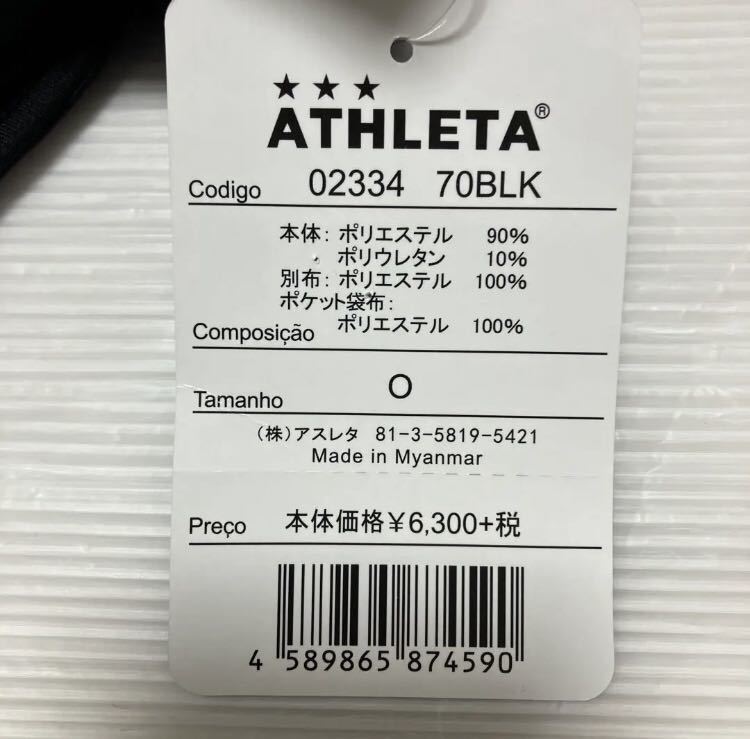 ★★★
ATHLETA®
Codigo 02334 70BLK
本体: ポリエステル 90%
ポリウレタン 10%
別布: ポリエステル 100%
ポケット袋布:
ポリエステル 100%
Composição
Tamanho O
(株)アスレタ 81-3-5819-5421
Made in Myanmar
Preço 本体価格¥6,300+税
4 589865 874590